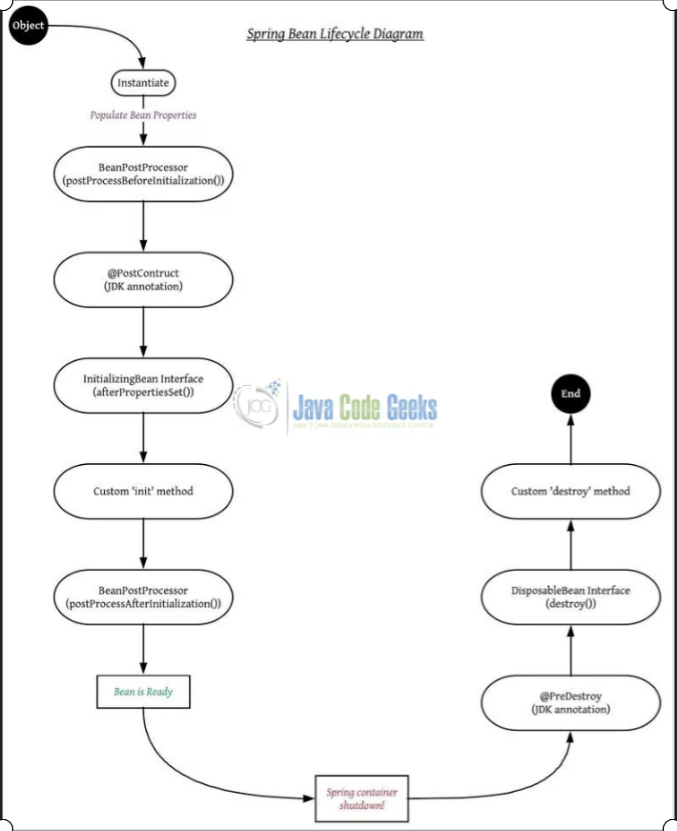 Object
Spring Bean Lifecycle Diagram
Instantiate
Populate Bean Properties
BeanPostProcessor
(postProcessBeforeInitialization())
@PostContruct
(JDK annotation)
InitializingBean Interface
(afterPropertiesSet())
JCG
Java Code Geeks
Custom 'init' method
BeanPostProcessor
(postProcessAfterInitialization())
Bean is Ready
Spring container
shutdown!
@PreDestroy
(JDK annotation)
DisposableBean Interface
(destroy())
Custom 'destroy' method
End